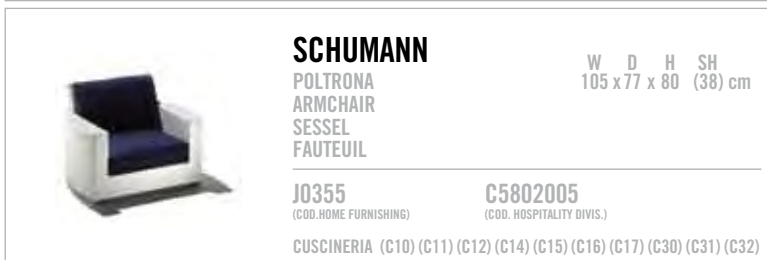 SCHUMANN
POLTRONA
ARMCHAIR
SESSEL
FAUTEUIL
W D H SH
105 x 77 x 80 (38) cm
J0355
(COD.HOME FURNISHING)
C5802005
(COD. HOSPITALITY DIVIS.)
CUSCINERIA (C10) (C11) (C12) (C14) (C15) (C16) (C17) (C30) (C31) (C32)